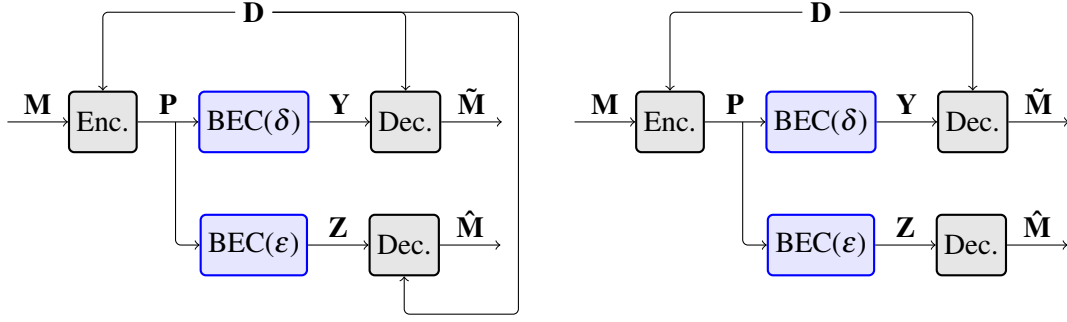 D D
M Enc. P BEC(δ) Y Dec. M̃ M Enc. P BEC(δ) Y Dec. M̃
BEC(ε) Z Dec. M̂ BEC(ε) Z Dec. M̂